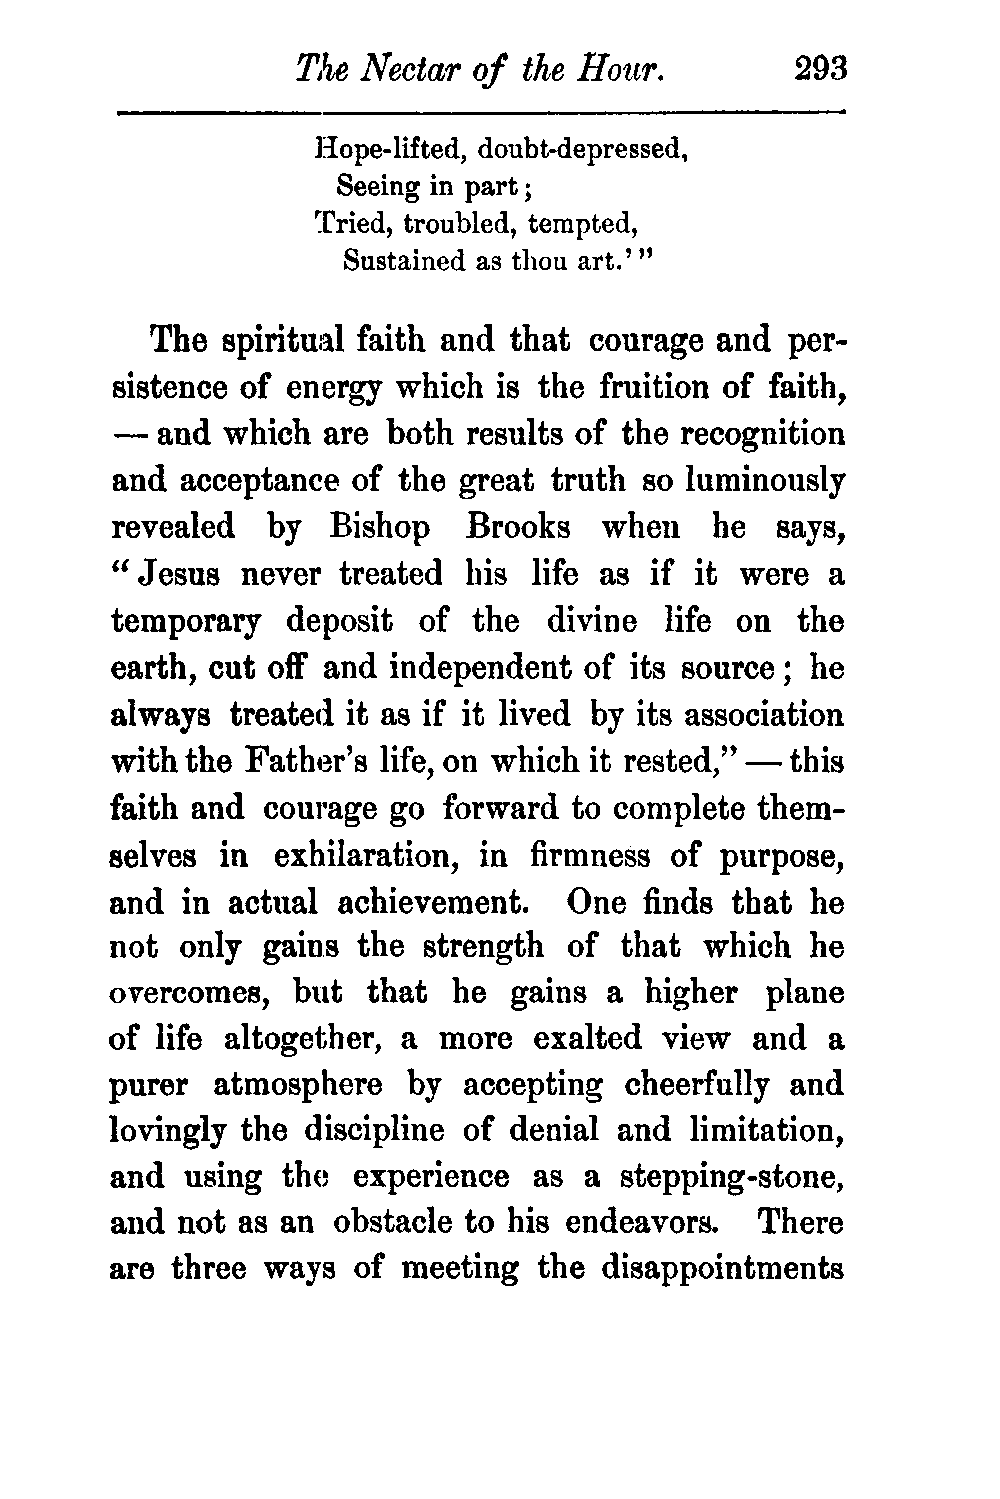 The Nectar of the Hour. 293
Hope-lifted, doubt-depressed,
Seeing in part;
Tried, troubled, tempted,
Sustained as thou art.' "
The spiritual faith and that courage and per-
sistence of energy which is the fruition of faith,
— and which are both results of the recognition
and acceptance of the great truth so luminously
revealed by Bishop Brooks when he says,
" Jesus never treated his life as if it were a
temporary deposit of the divine life on the
earth, cut off and independent of its source; he
always treated it as if it lived by its association
with the Father's life, on which it rested," — this
faith and courage go forward to complete them-
selves in exhilaration, in firmness of purpose,
and in actual achievement. One finds that he
not only gains the strength of that which he
overcomes, but that he gains a higher plane
of life altogether, a more exalted view and a
purer atmosphere by accepting cheerfully and
lovingly the discipline of denial and limitation,
and using the experience as a stepping-stone,
and not as an obstacle to his endeavors. There
are three ways of meeting the disappointments